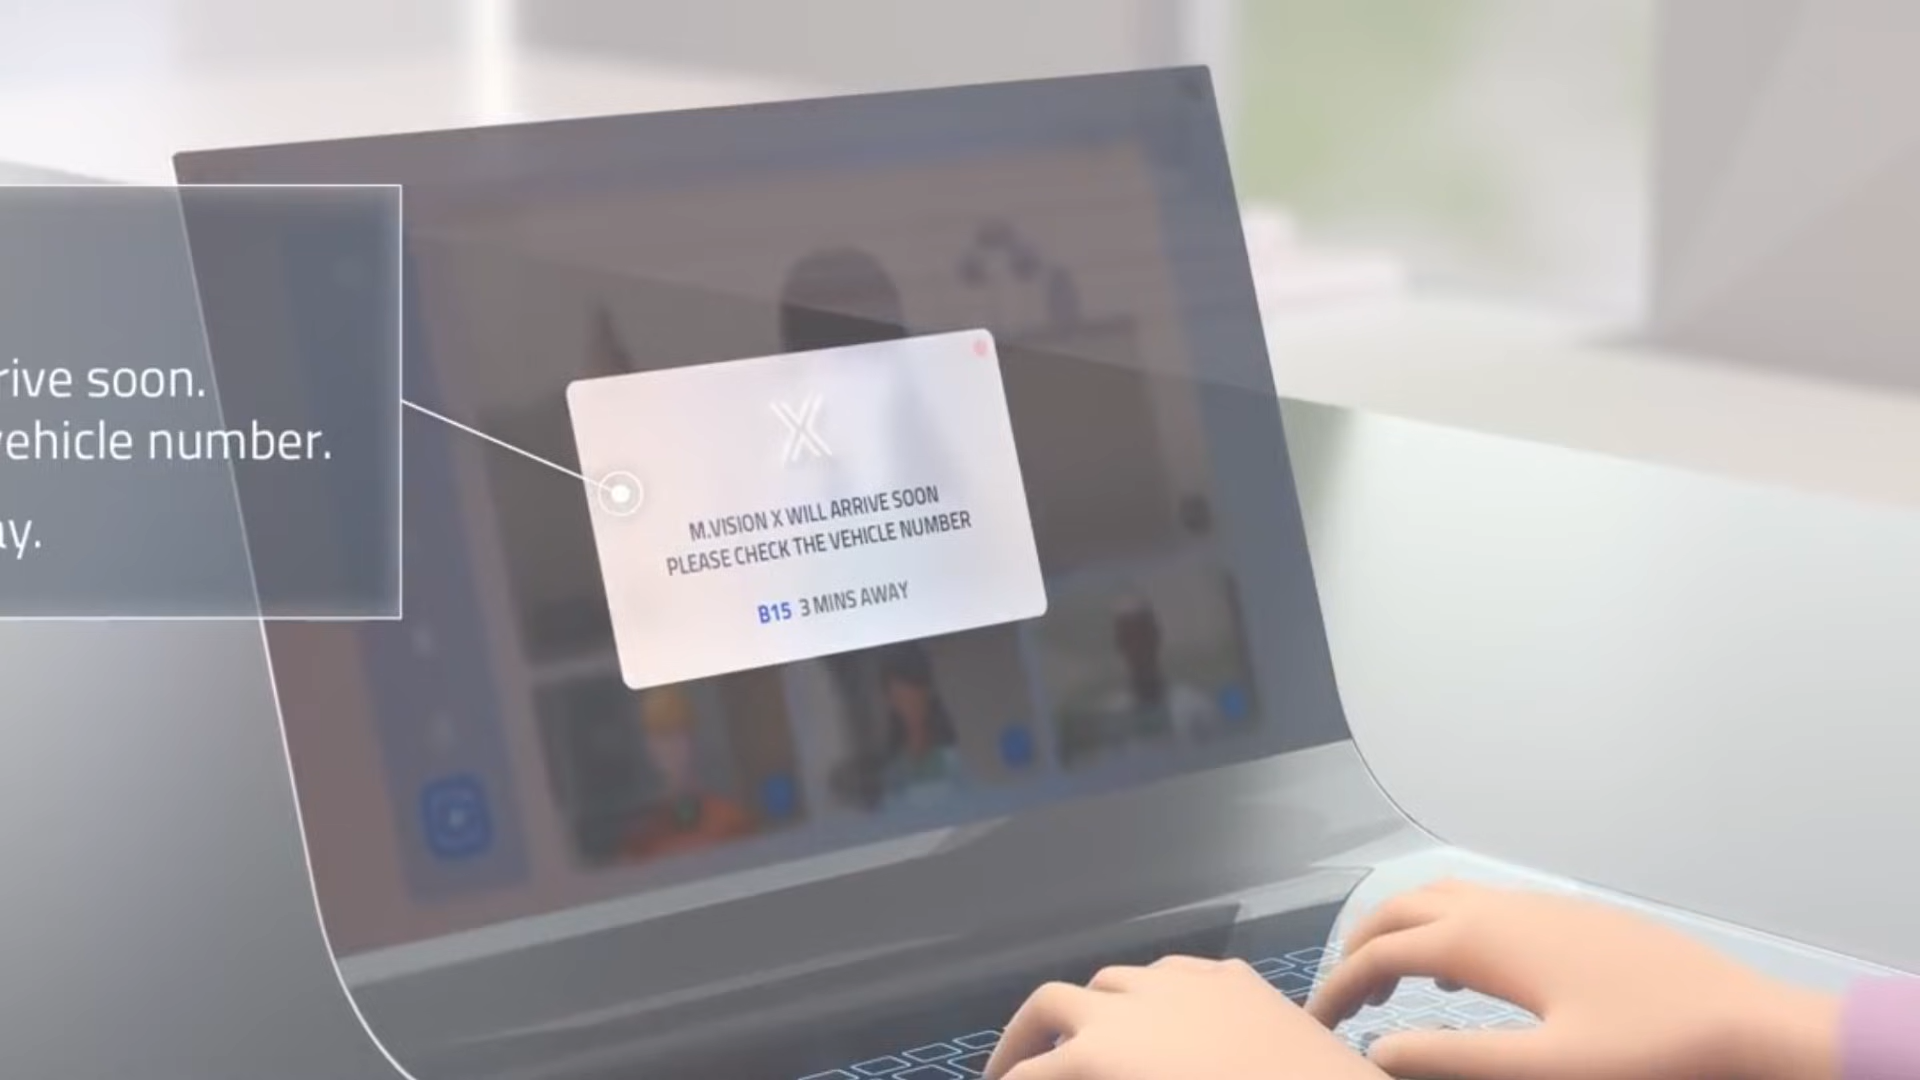 rive soon.
vehicle number.
ay.
X
M.VISION X WILL ARRIVE SOON
PLEASE CHECK THE VEHICLE NUMBER
B15 3 MINS AWAY